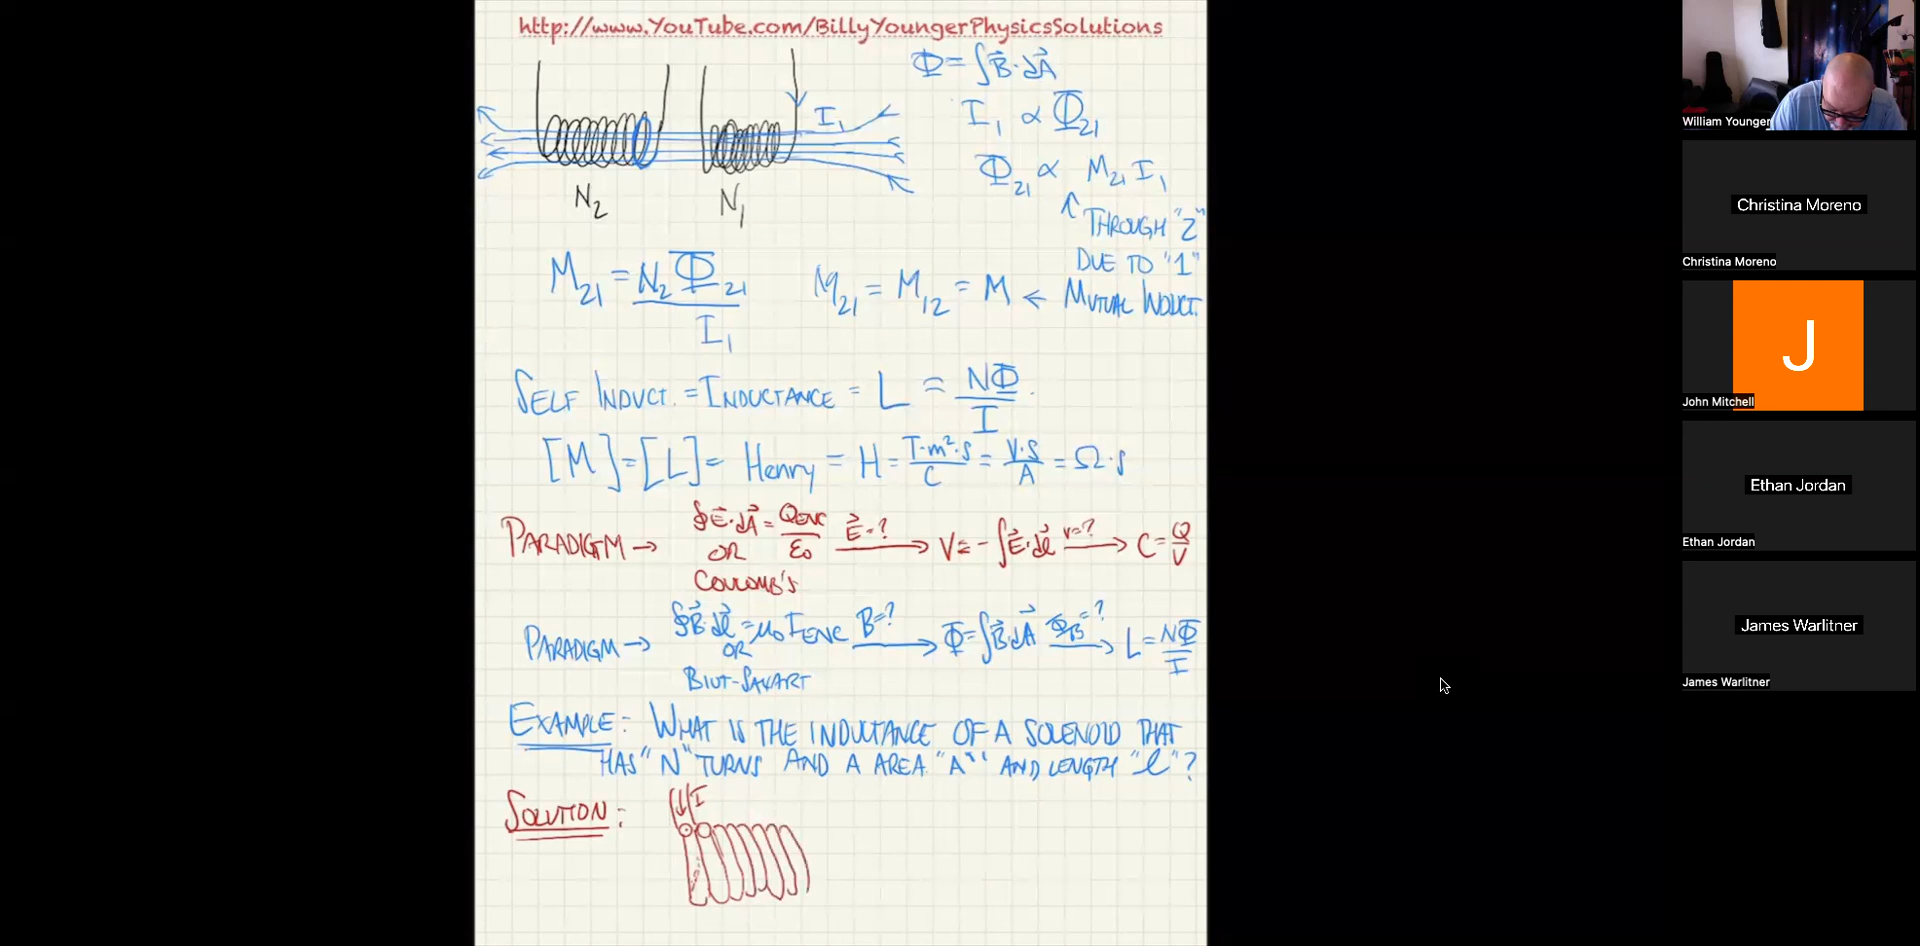 http://www.YouTube.com/BillyYoungerPhysicsSolutions
Φ = ∫B⃗·dA⃗
I₁
I₁ ∝ Φ₂₁
Φ₂₁ ∝ M₂₁ I₁
N₂
N₁
THROUGH "2"
DUE TO "1"
M₂₁ = N₂Φ₂₁ / I₁
M₂₁ = M₁₂ = M ← MUTUAL INDUCT.
SELF INDUCT. = INDUCTANCE = L = NΦ / I
[M] = [L] = Henry = H = T·m²·s / C = V·s / A = Ω·s
PARADIGM → ∮E⃗·dA⃗ = QENC / ε₀ E⃗=? → V = -∫E⃗·dℓ⃗ V=? → C = Q / V
OR
COULOMB'S
PARADIGM → ∮B⃗·dℓ⃗ = μ₀ IENC B=? → Φ = ∫B⃗·dA⃗ ΦB=? → L = NΦ / I
OR
BIOT-SAVART
EXAMPLE: WHAT IS THE INDUCTANCE OF A SOLENOID THAT
HAS "N" TURNS AND A AREA "A" AND LENGTH "ℓ"?
SOLUTION:
I
William Younger
Christina Moreno
Christina Moreno
J
John Mitchell
Ethan Jordan
Ethan Jordan
James Warlitner
James Warlitner